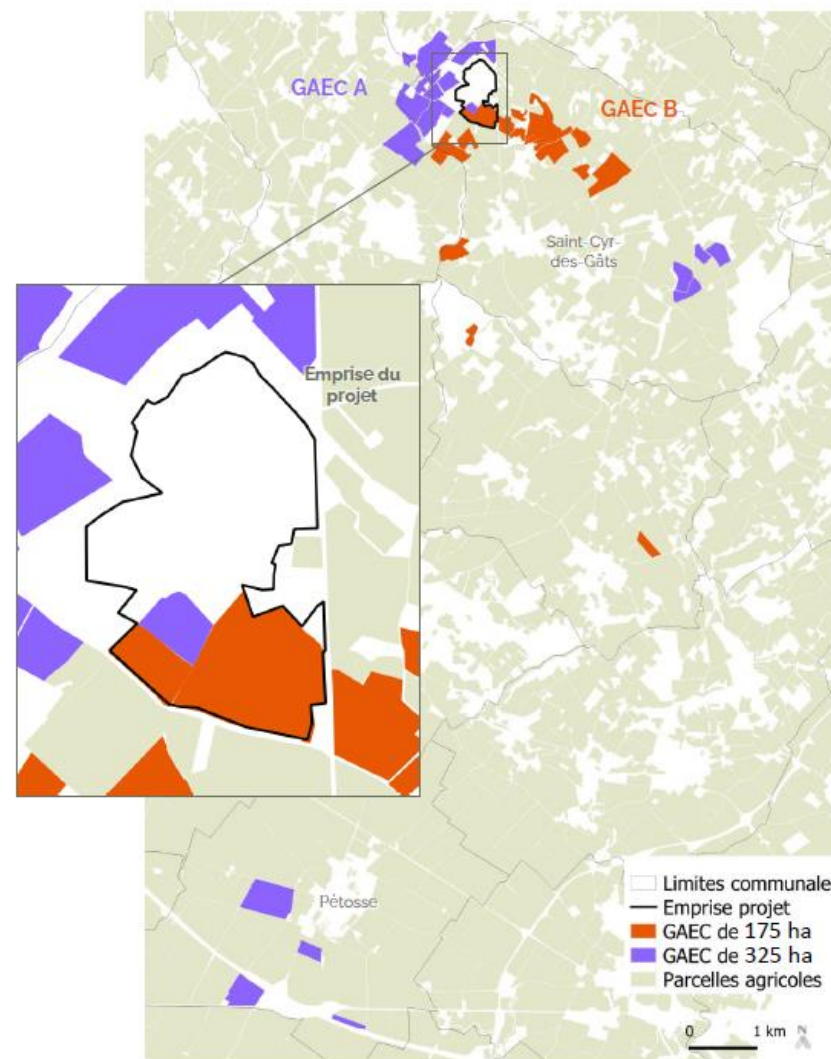 GAEC A
GAEC B
Saint-Cyr-
des-Gâts
Emprise du
projet
Pétosse
Limites communale
Emprise projet
GAEC de 175 ha
GAEC de 325 ha
Parcelles agricoles
0 1 km N